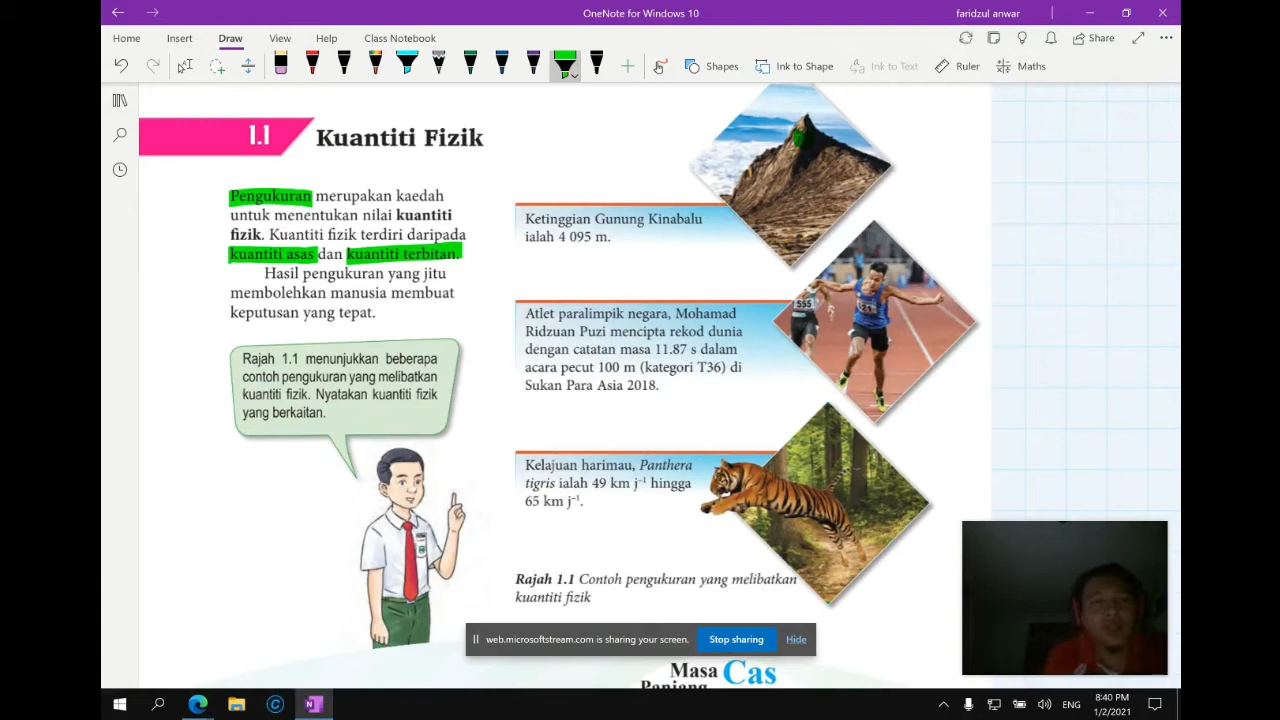 OneNote for Windows 10
faridzul anwar
Home Insert Draw View Help Class Notebook
Share
Shapes Ink to Shape Ink to Text Ruler Maths
1.1 Kuantiti Fizik
Pengukuran merupakan kaedah
untuk menentukan nilai kuantiti
fizik. Kuantiti fizik terdiri daripada
kuantiti asas dan kuantiti terbitan.
Hasil pengukuran yang jitu
membolehkan manusia membuat
keputusan yang tepat.
Rajah 1.1 menunjukkan beberapa
contoh pengukuran yang melibatkan
kuantiti fizik. Nyatakan kuantiti fizik
yang berkaitan.
Ketinggian Gunung Kinabalu
ialah 4 095 m.
Atlet paralimpik negara, Mohamad
Ridzuan Puzi mencipta rekod dunia
dengan catatan masa 11.87 s dalam
acara pecut 100 m (kategori T36) di
Sukan Para Asia 2018.
555
Kelajuan harimau, Panthera
tigris ialah 49 km j⁻¹ hingga
65 km j⁻¹.
Rajah 1.1 Contoh pengukuran yang melibatkan
kuantiti fizik
web.microsoftstream.com is sharing your screen. Stop sharing Hide
Masa Cas
Panjang
ENG
8:40 PM
1/2/2021